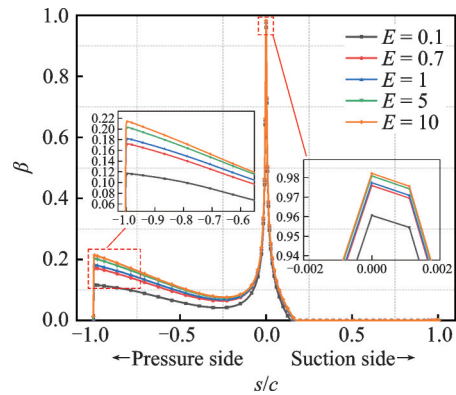 1.0
0.8
0.6
0.4
0.2
0.0
β
E = 0.1
E = 0.7
E = 1
E = 5
E = 10
0.22
0.20
0.18
0.16
0.14
0.12
0.10
0.08
0.06
−1.0 −0.9 −0.8 −0.7 −0.6
0.98
0.97
0.96
0.95
0.94
−0.002 0.000 0.002
−1.0 −0.5 0.0 0.5 1.0
←Pressure side Suction side→
s/c